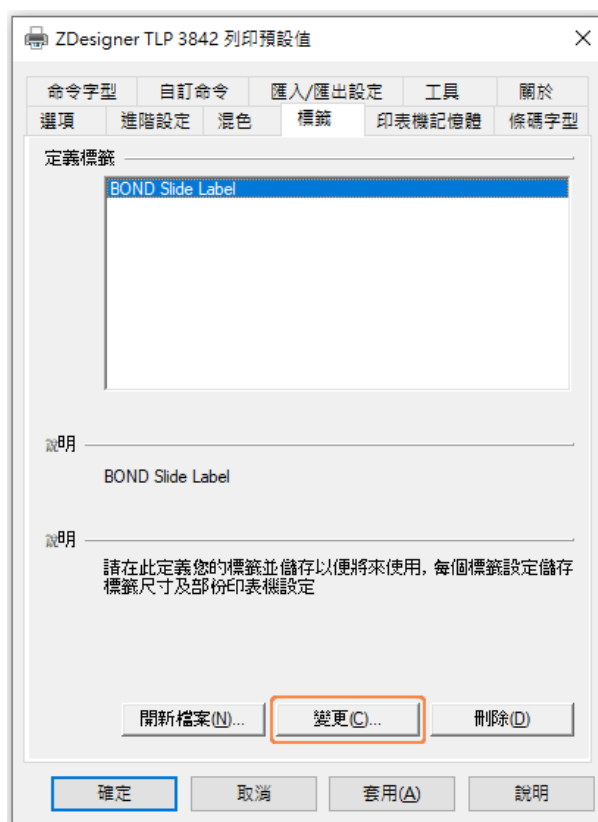 ZDesigner TLP 3842 列印預設值
命令字型 自訂命令 匯入/匯出設定 工具 關於
選項 進階設定 混色 標籤 印表機記憶體 條碼字型
定義標籤
BOND Slide Label
說明
BOND Slide Label
說明
請在此定義您的標籤並儲存以便將來使用, 每個標籤設定儲存
標籤尺寸及部份印表機設定
開新檔案(N)... 變更(C)... 刪除(D)
確定 取消 套用(A) 說明